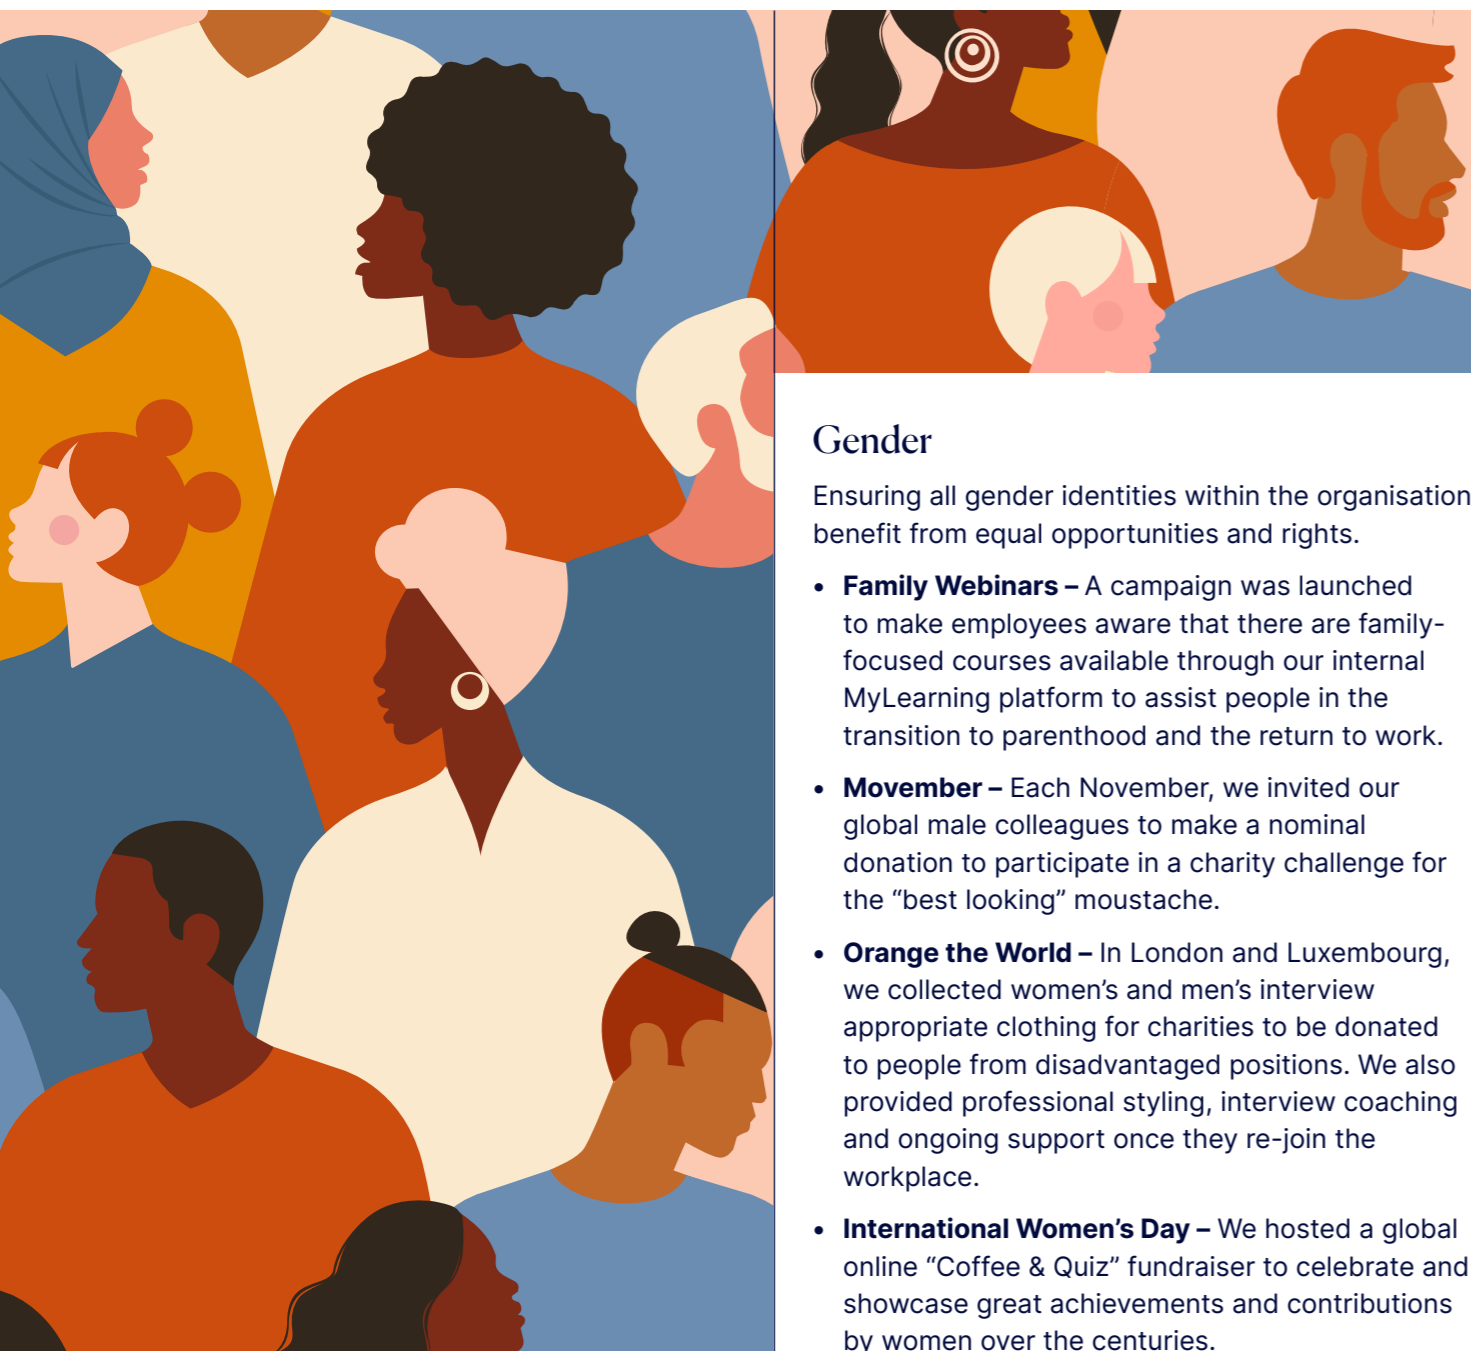 Gender
Ensuring all gender identities within the organisation
benefit from equal opportunities and rights.
• Family Webinars – A campaign was launched
to make employees aware that there are family-
focused courses available through our internal
MyLearning platform to assist people in the
transition to parenthood and the return to work.
• Movember – Each November, we invited our
global male colleagues to make a nominal
donation to participate in a charity challenge for
the “best looking” moustache.
• Orange the World – In London and Luxembourg,
we collected women’s and men’s interview
appropriate clothing for charities to be donated
to people from disadvantaged positions. We also
provided professional styling, interview coaching
and ongoing support once they re-join the
workplace.
• International Women’s Day – We hosted a global
online “Coffee & Quiz” fundraiser to celebrate and
showcase great achievements and contributions
by women over the centuries.